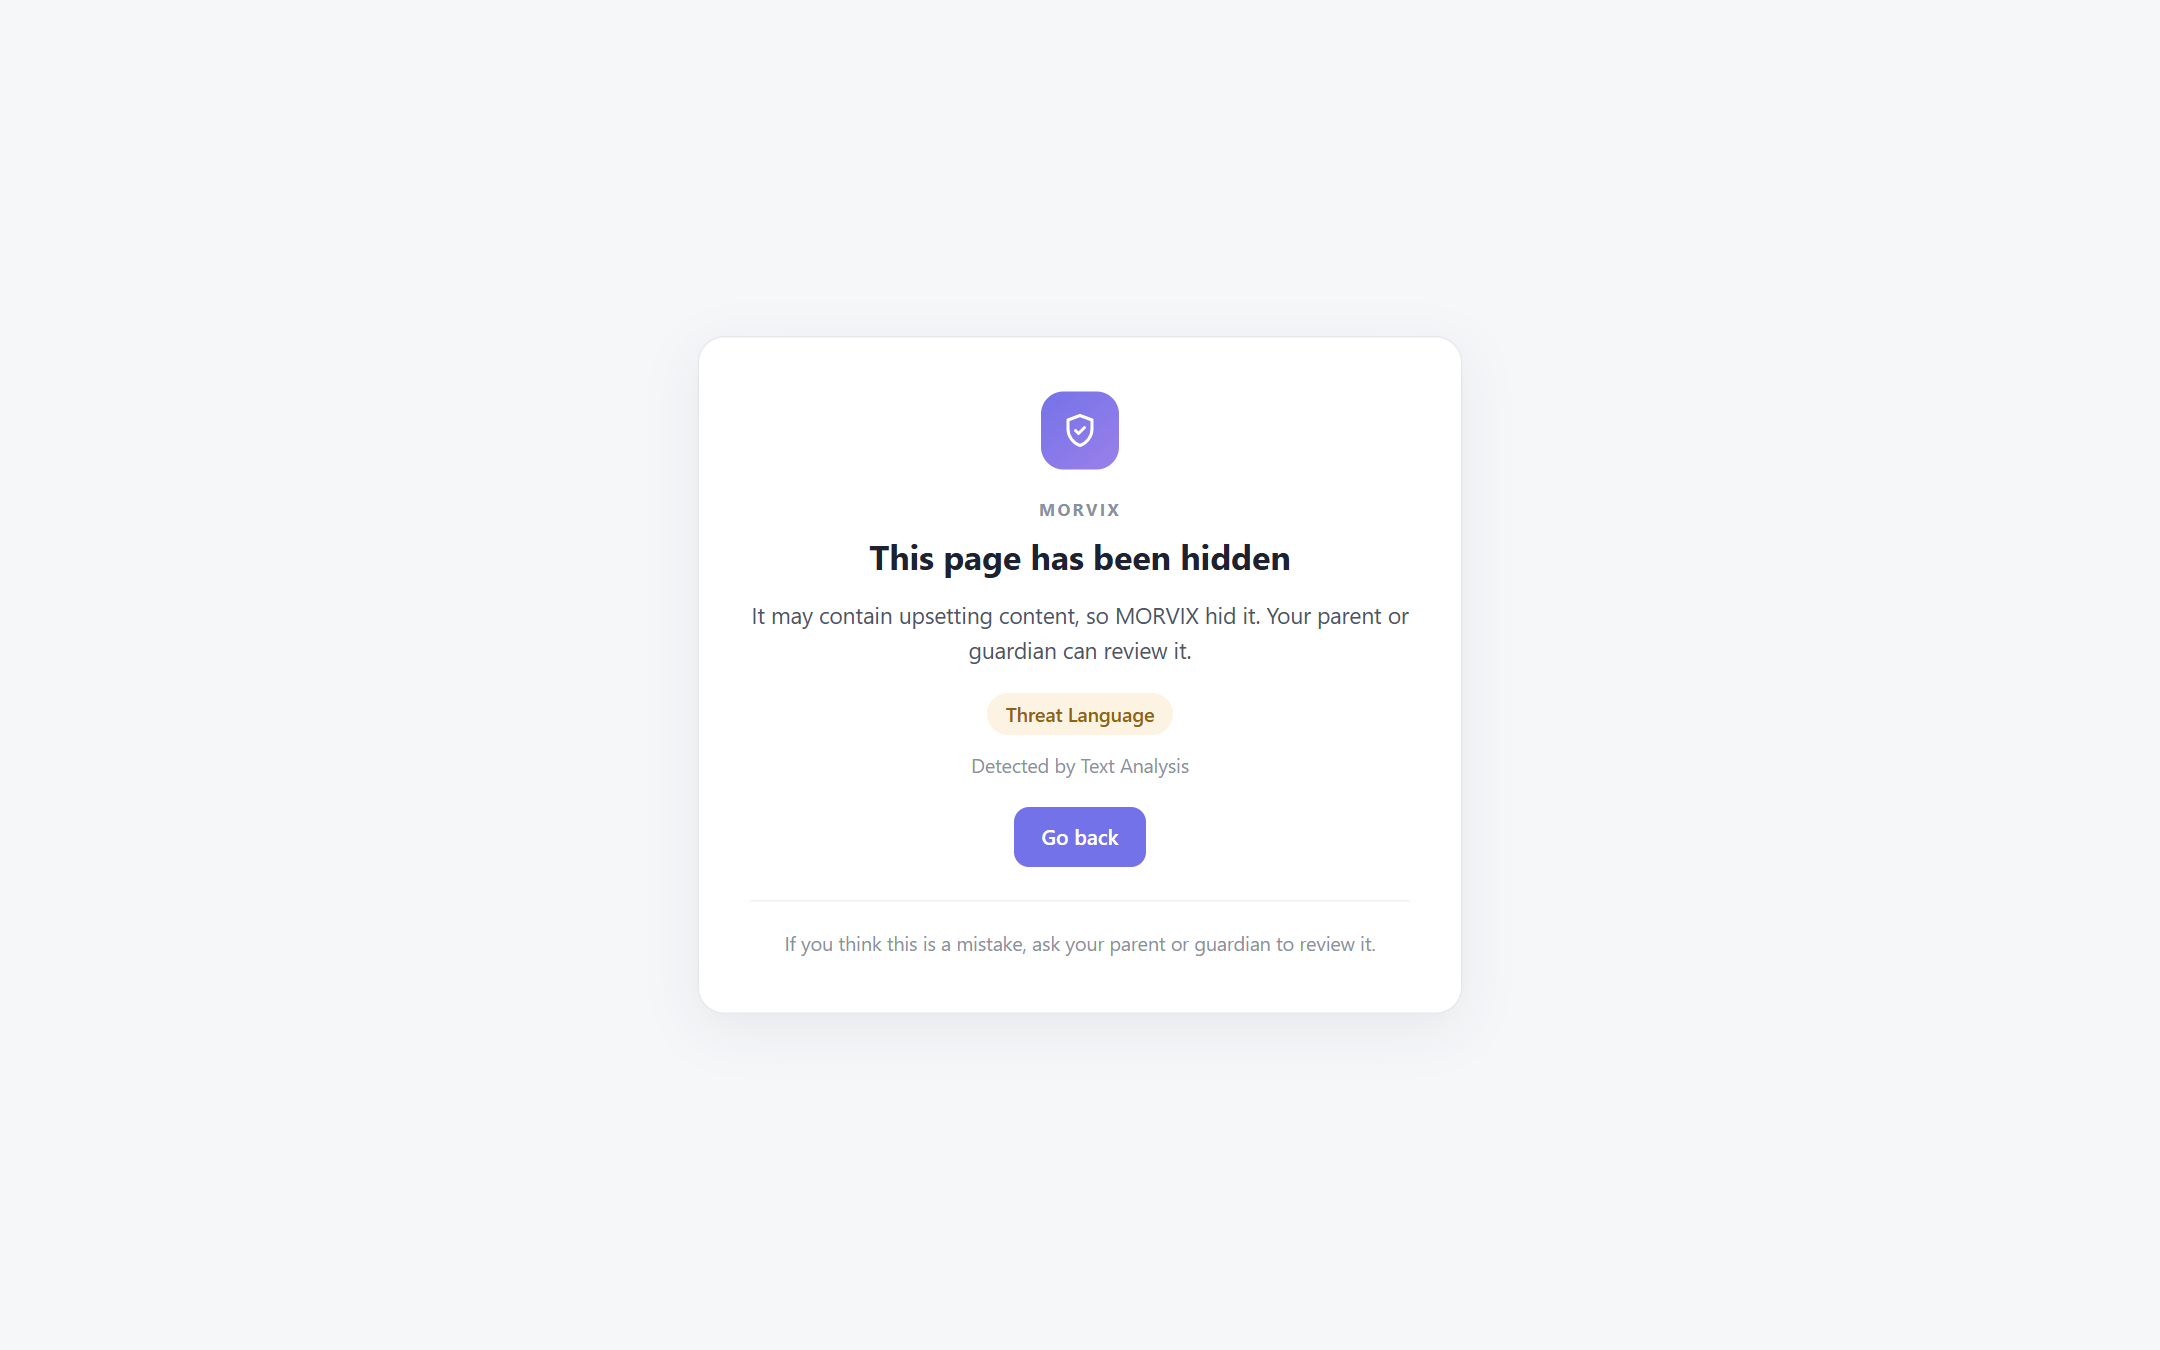 MORVIX
This page has been hidden
It may contain upsetting content, so MORVIX hid it. Your parent or
guardian can review it.
Threat Language
Detected by Text Analysis
Go back
If you think this is a mistake, ask your parent or guardian to review it.